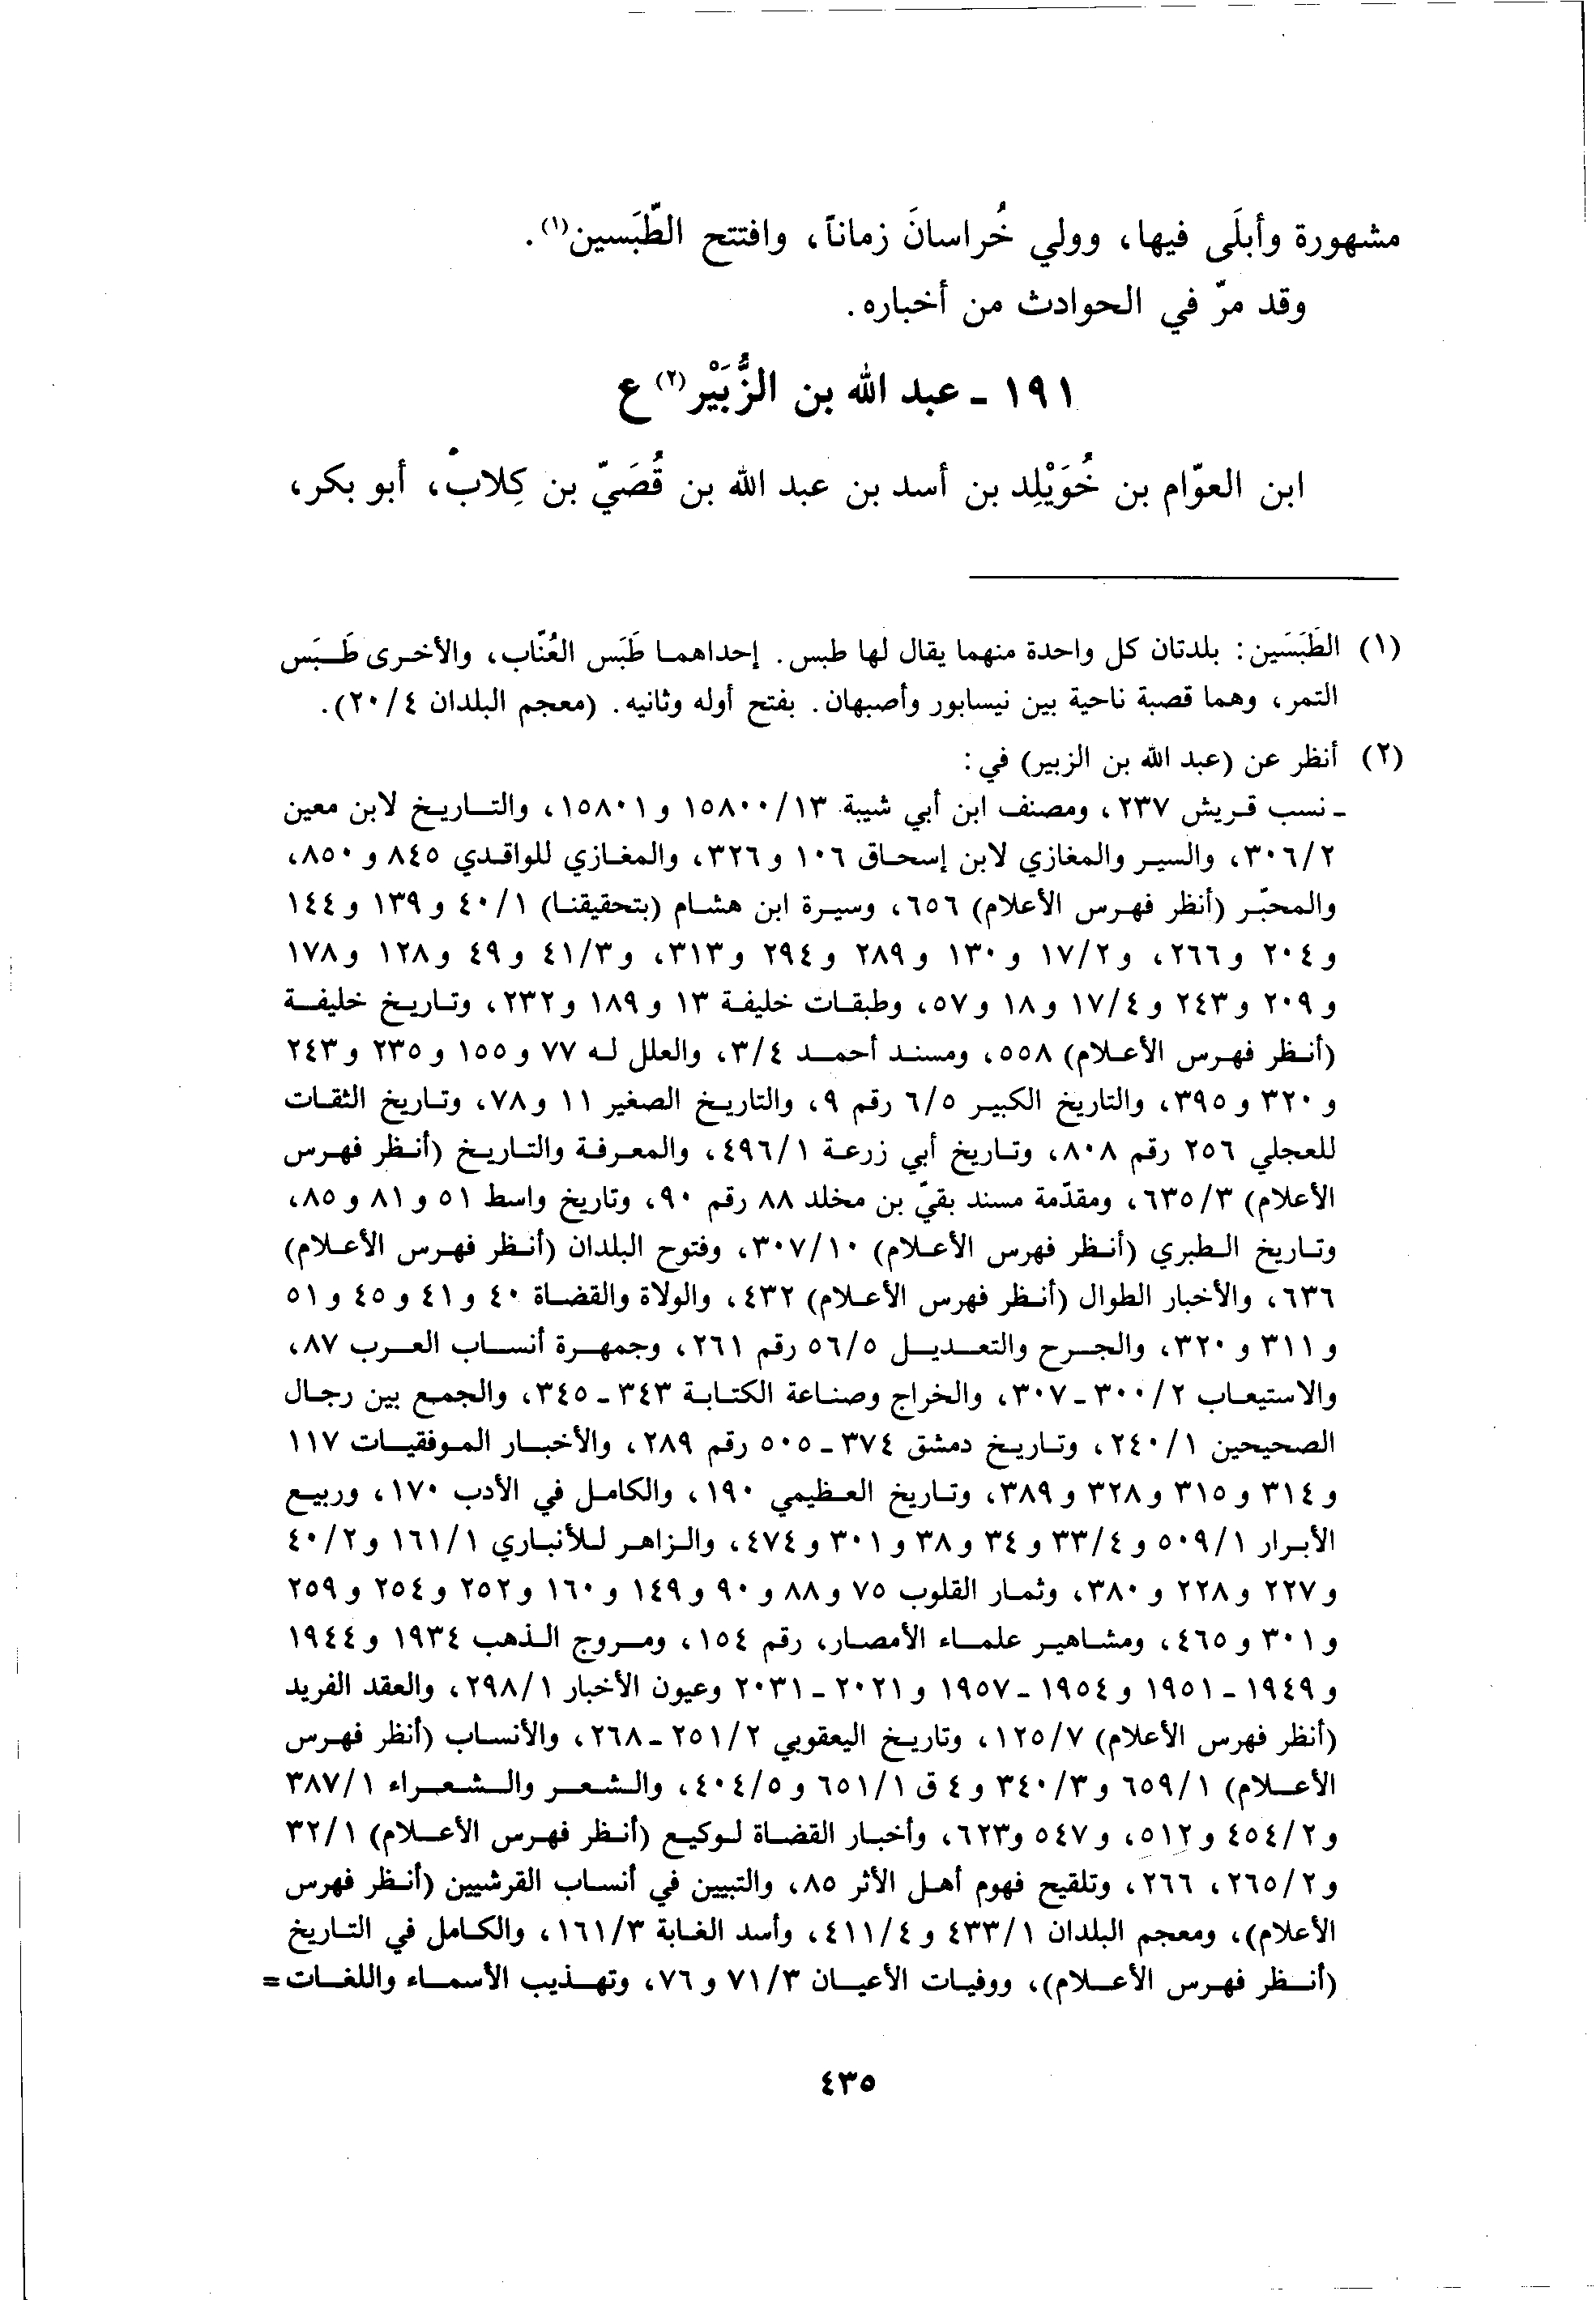 مشهورة وأبلَى فيها، وولي خُراسانَ زماناً، وافتتح الطّبَسين(١).
وقد مرّ في الحوادث من أخباره.
١٩١ - عبد الله بن الزُّبَيْر(٢) ع
ابن العوّام بن خُوَيْلِد بن أسد بن عبد الله بن قُصَيّ بن كِلاب، أبو بكر،
(١) الطَبَسَين: بلدتان كل واحدة منهما يقال لها طبس. إحداهما طَبَس العُنّاب، والأخرى طَبَس
التمر، وهما قصبة ناحية بين نيسابور وأصبهان. بفتح أوله وثانيه. (معجم البلدان ٢٠/٤).
(٢) أنظر عن (عبد الله بن الزبير) في:
- نسب قريش ٢٣٧، ومصنف ابن أبي شيبة ١٥٨٠٠/١٣ و ١٥٨٠١، والتاريخ لابن معين
٣٠٦/٢، والسير والمغازي لابن إسحاق ١٠٦ و ٣٢٦، والمغازي للواقدي ٨٤٥ و ٨٥٠،
والمحبّر (أنظر فهرس الأعلام) ٦٥٦، وسيرة ابن هشام (بتحقيقنا) ٤٠/١ و ١٣٩ و ١٤٤
و ٢٠٤ و ٢٦٦، و ١٧/٢ و ١٣٠ و ٢٨٩ و ٢٩٤ و ٣١٣، و ٤١/٣ و ٤٩ و ١٢٨ و ١٧٨
و ٢٠٩ و ٢٤٣ و ١٧/٤ و ١٨ و ٥٧، وطبقات خليفة ١٣ و ١٨٩ و ٢٣٢، وتاريخ خليفة
(أنظر فهرس الأعلام) ٥٥٨، ومسند أحمد ٣/٤، والعلل له ٧٧ و ١٥٥ و ٢٣٥ و ٢٤٣
و ٣٢٠ و ٣٩٥، والتاريخ الكبير ٦/٥ رقم ٩، والتاريخ الصغير ١١ و ٧٨، وتاريخ الثقات
للعجلي ٢٥٦ رقم ٨٠٨، وتاريخ أبي زرعة ٤٩٦/١، والمعرفة والتاريخ (أنظر فهرس
الأعلام) ٦٣٥/٣، ومقدّمة مسند بقيّ بن مخلد ٨٨ رقم ٩٠، وتاريخ واسط ٥١ و ٨١ و ٨٥،
وتاريخ الطبري (أنظر فهرس الأعلام) ٣٠٧/١٠، وفتوح البلدان (أنظر فهرس الأعلام)
٦٣٦، والأخبار الطوال (أنظر فهرس الأعلام) ٤٣٢، والولاة والقضاة ٤٠ و ٤١ و ٤٥ و ٥١
و ٣١١ و ٣٢٠، والجرح والتعديل ٥٦/٥ رقم ٢٦١، وجمهرة أنساب العرب ٨٧،
والاستيعاب ٣٠٠/٢ - ٣٠٧، والخراج وصناعة الكتابة ٣٤٣ - ٣٤٥، والجمع بين رجال
الصحيحين ٢٤٠/١، وتاريخ دمشق ٣٧٤ - ٥٠٥ رقم ٢٨٩، والأخبار الموفقيات ١١٧
و ٣١٤ و ٣١٥ و ٣٢٨ و ٣٨٩، وتاريخ العظيمي ١٩٠، والكامل في الأدب ١٧٠، وربيع
الأبرار ٥٠٩/١ و ٣٣/٤ و ٣٤ و ٣٨ و ٣٠١ و ٤٧٤، والزاهر للأنباري ١٦١/١ و ٤٠/٢
و ٢٢٧ و ٢٢٨ و ٣٨٠، وثمار القلوب ٧٥ و ٨٨ و ٩٠ و ١٤٩ و ١٦٠ و ٢٥٢ و ٢٥٤ و ٢٥٩
و ٣٠١ و ٤٦٥، ومشاهير علماء الأمصار، رقم ١٥٤، ومروج الذهب ١٩٣٤ و ١٩٤٤
و ١٩٤٩ - ١٩٥١ و ١٩٥٤ - ١٩٥٧ و ٢٠٢١ - ٢٠٣١ وعيون الأخبار ٢٩٨/١، والعقد الفريد
(أنظر فهرس الأعلام) ١٢٥/٧، وتاريخ اليعقوبي ٢٥١/٢ - ٢٦٨، والأنساب (أنظر فهرس
الأعلام) ٦٥٩/١ و ٣٤٠/٣ و ٤ ق ٦٥١/١ و ٤٠٤/٥، والشعر والشعراء ٣٨٧/١
و ٤٥٤/٢ و ٥١٢، و ٥٤٧ و ٦٢٣، وأخبار القضاة لوكيع (أنظر فهرس الأعلام) ٣٢/١
و ٢٦٥/٢، ٢٦٦، وتلقيح فهوم أهل الأثر ٨٥، والتبيين في أنساب القرشيين (أنظر فهرس
الأعلام)، ومعجم البلدان ٤٣٣/١ و ٤١١/٤، وأسد الغابة ١٦١/٣، والكامل في التاريخ
(أنظر فهرس الأعلام)، ووفيات الأعيان ٧١/٣ و ٧٦، وتهذيب الأسماء واللغات =
٤٣٥